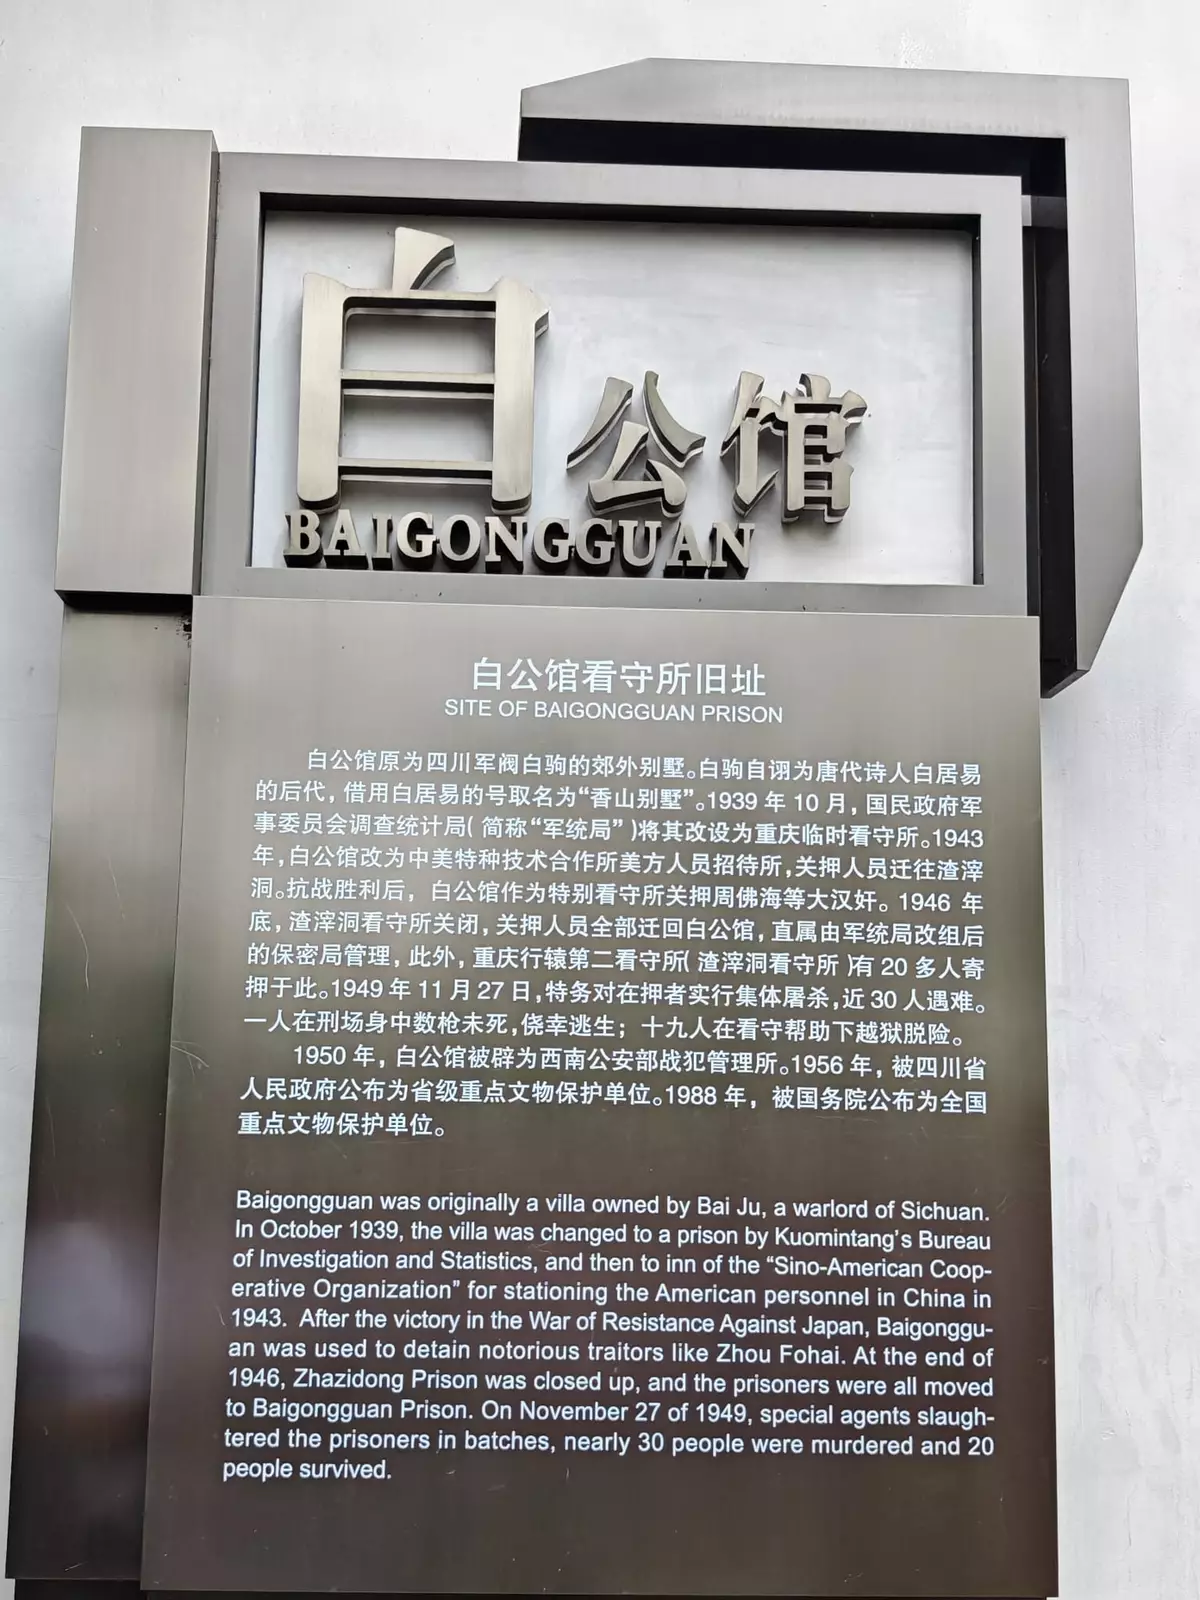 白公馆
BAIGONGGUAN
白公馆看守所旧址
SITE OF BAIGONGGUAN PRISON
白公馆原为四川军阀白驹的郊外别墅。白驹自诩为唐代诗人白居易
的后代，借用白居易的号取名为“香山别墅”。1939 年 10 月，国民政府军
事委员会调查统计局（简称“军统局”）将其改设为重庆临时看守所。1943
年，白公馆改为中美特种技术合作所美方人员招待所，关押人员迁往渣滓
洞。抗战胜利后，白公馆作为特别看守所关押周佛海等大汉奸。1946 年
底，渣滓洞看守所关闭，关押人员全部迁回白公馆，直属由军统局改组后
的保密局管理，此外，重庆行辕第二看守所（渣滓洞看守所）有 20 多人寄
押于此。1949 年 11 月 27 日，特务对在押者实行集体屠杀，近 30 人遇难。
一人在刑场身中数枪未死，侥幸逃生；十九人在看守帮助下越狱脱险。
1950 年，白公馆被辟为西南公安部战犯管理所。1956 年，被四川省
人民政府公布为省级重点文物保护单位。1988 年，被国务院公布为全国
重点文物保护单位。
Baigongguan was originally a villa owned by Bai Ju, a warlord of Sichuan.
In October 1939, the villa was changed to a prison by Kuomintang's Bureau
of Investigation and Statistics, and then to inn of the “Sino-American Coop-
erative Organization” for stationing the American personnel in China in
1943. After the victory in the War of Resistance Against Japan, Baigonggu-
an was used to detain notorious traitors like Zhou Fohai. At the end of
1946, Zhazidong Prison was closed up, and the prisoners were all moved
to Baigongguan Prison. On November 27 of 1949, special agents slaugh-
tered the prisoners in batches, nearly 30 people were murdered and 20
people survived.